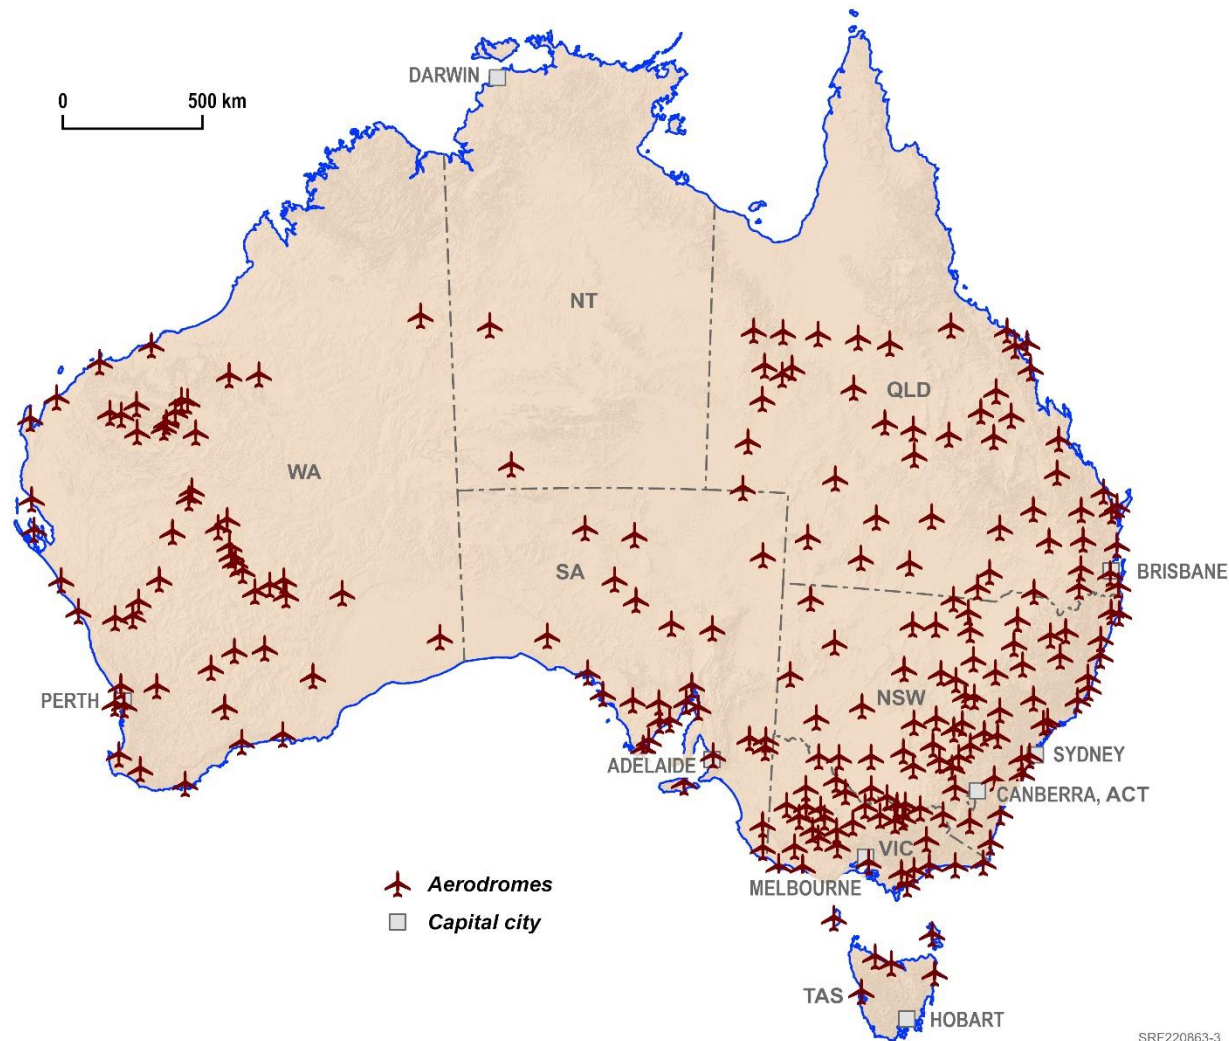 DARWIN
0 500 km
NT
QLD
WA
SA
BRISBANE
PERTH
NSW
SYDNEY
ADELAIDE
CANBERRA, ACT
VIC
MELBOURNE
Aerodromes
Capital city
TAS
HOBART
SRF220863-3